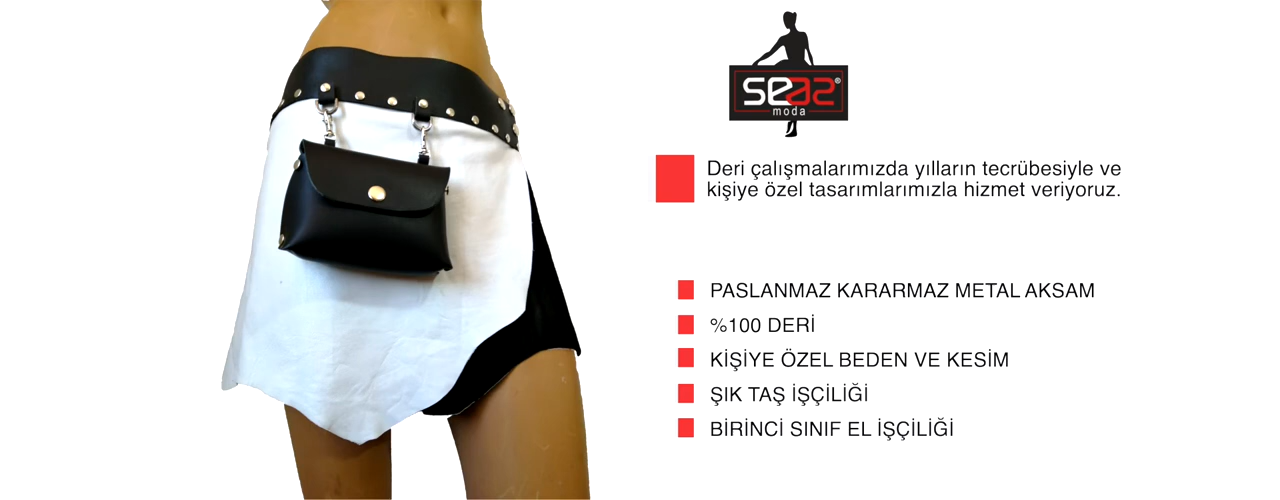 seas®
moda
Deri çalışmalarımızda yılların tecrübesiyle ve
kişiye özel tasarımlarımızla hizmet veriyoruz.
PASLANMAZ KARARMAZ METAL AKSAM
%100 DERİ
KİŞİYE ÖZEL BEDEN VE KESİM
ŞIK TAŞ İŞÇİLİĞİ
BİRİNCİ SINIF EL İŞÇİLİĞİ